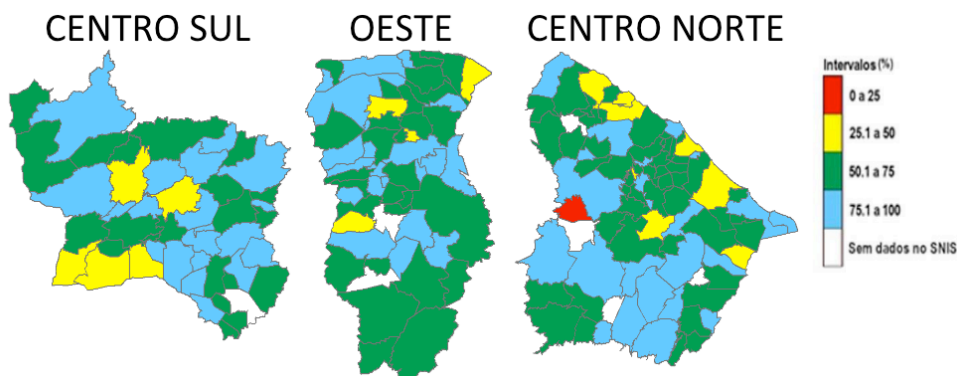 CENTRO SUL
OESTE
CENTRO NORTE
Intervalos (%)
0 a 25
25.1 a 50
50.1 a 75
75.1 a 100
Sem dados no SNIS